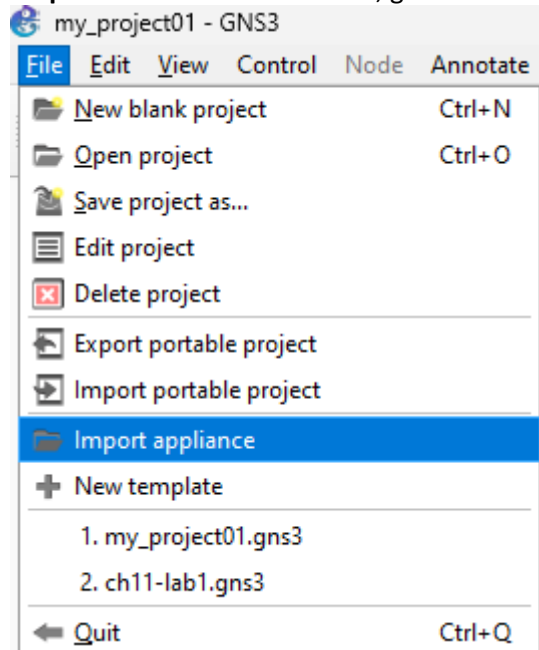 my_project01 - GNS3
File Edit View Control Node Annotate
New blank project Ctrl+N
Open project Ctrl+O
Save project as...
Edit project
Delete project
Export portable project
Import portable project
Import appliance
New template
1. my_project01.gns3
2. ch11-lab1.gns3
Quit Ctrl+Q